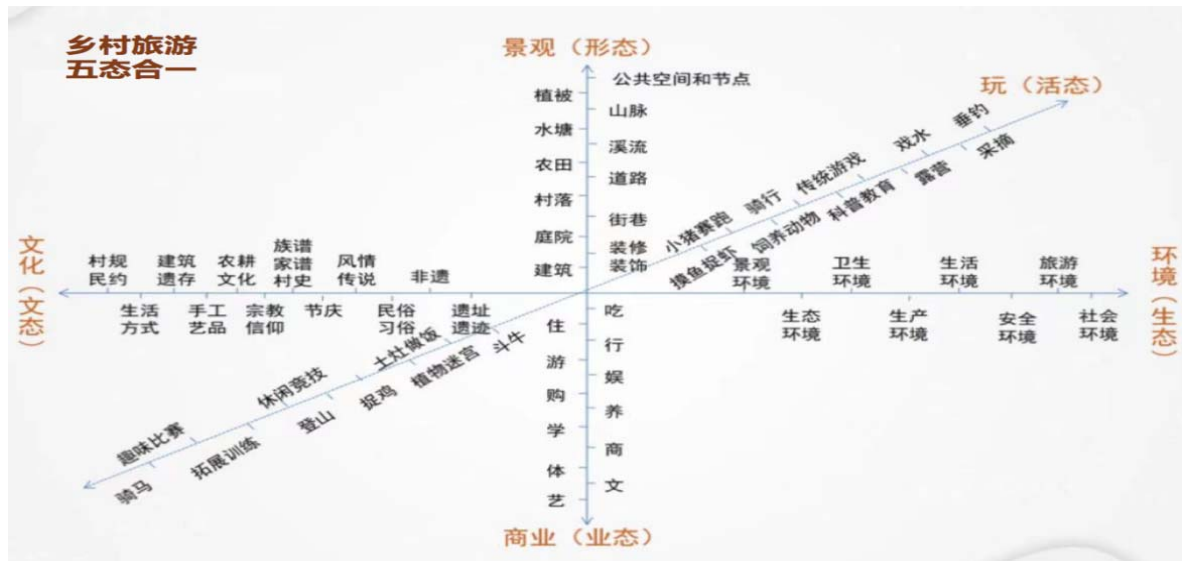 乡村旅游
五态合一
景观（形态）
公共空间和节点
植被
山脉
水塘
溪流
农田
道路
村落
街巷
庭院
装修
装饰
建筑
玩（活态）
垂钓
戏水
采摘
传统游戏
露营
骑行
科普教育
小猪赛跑
饲养动物
摸鱼捉虾
文化（文态）
村规
民约
建筑
遗存
农耕
文化
族谱
家谱
村史
风情
传说
非遗
生活
方式
手工
艺品
宗教
信仰
节庆
民俗
习俗
遗址
遗迹
景观
环境
卫生
环境
生活
环境
旅游
环境
生态
环境
生产
环境
安全
环境
社会
环境
环境（生态）
斗牛
植物迷宫
土灶做饭
捉鸡
休闲竞技
登山
趣味比赛
拓展训练
骑马
吃
住
行
游
娱
购
养
学
商
体
文
艺
商业（业态）